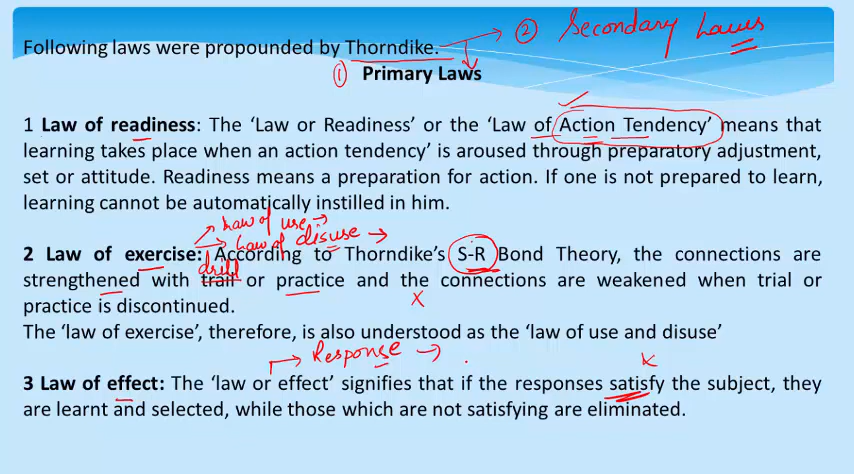 ② Secondary Laws
Following laws were propounded by Thorndike.
① Primary Laws
1 Law of readiness: The ‘Law or Readiness’ or the ‘Law of Action Tendency’ means that
learning takes place when an action tendency’ is aroused through preparatory adjustment,
set or attitude. Readiness means a preparation for action. If one is not prepared to learn,
learning cannot be automatically instilled in him.
Law of use →
Law of disuse →
2 Law of exercise: According to Thorndike’s S-R Bond Theory, the connections are
drill
strengthened with trail or practice and the connections are weakened when trial or
practice is discontinued.
The ‘law of exercise’, therefore, is also understood as the ‘law of use and disuse’
Response →
3 Law of effect: The ‘law or effect’ signifies that if the responses satisfy the subject, they
are learnt and selected, while those which are not satisfying are eliminated.